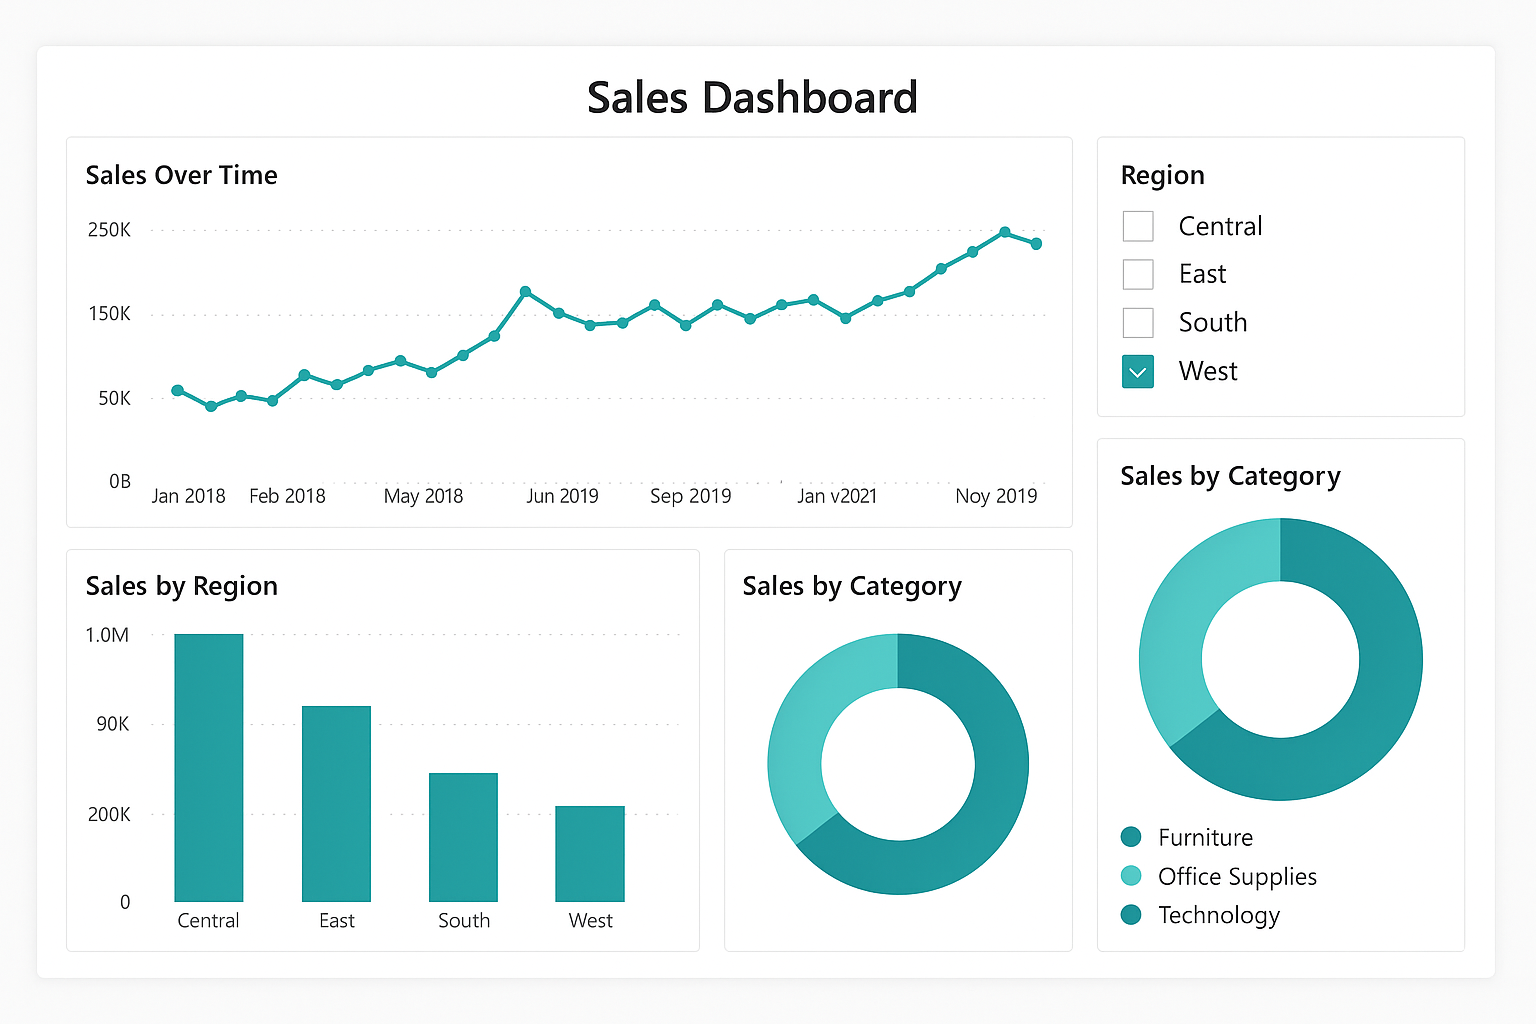 Sales Dashboard
Sales Over Time
250K
150K
50K
0B
Jan 2018 Feb 2018 May 2018 Jun 2019 Sep 2019 Jan v2021 Noy 2019
Region
Central
East
South
West
Sales by Region
1.0M
90K
200K
0
Central East South West
Sales by Category
Sales by Category
Furniture
Office Supplies
Technology